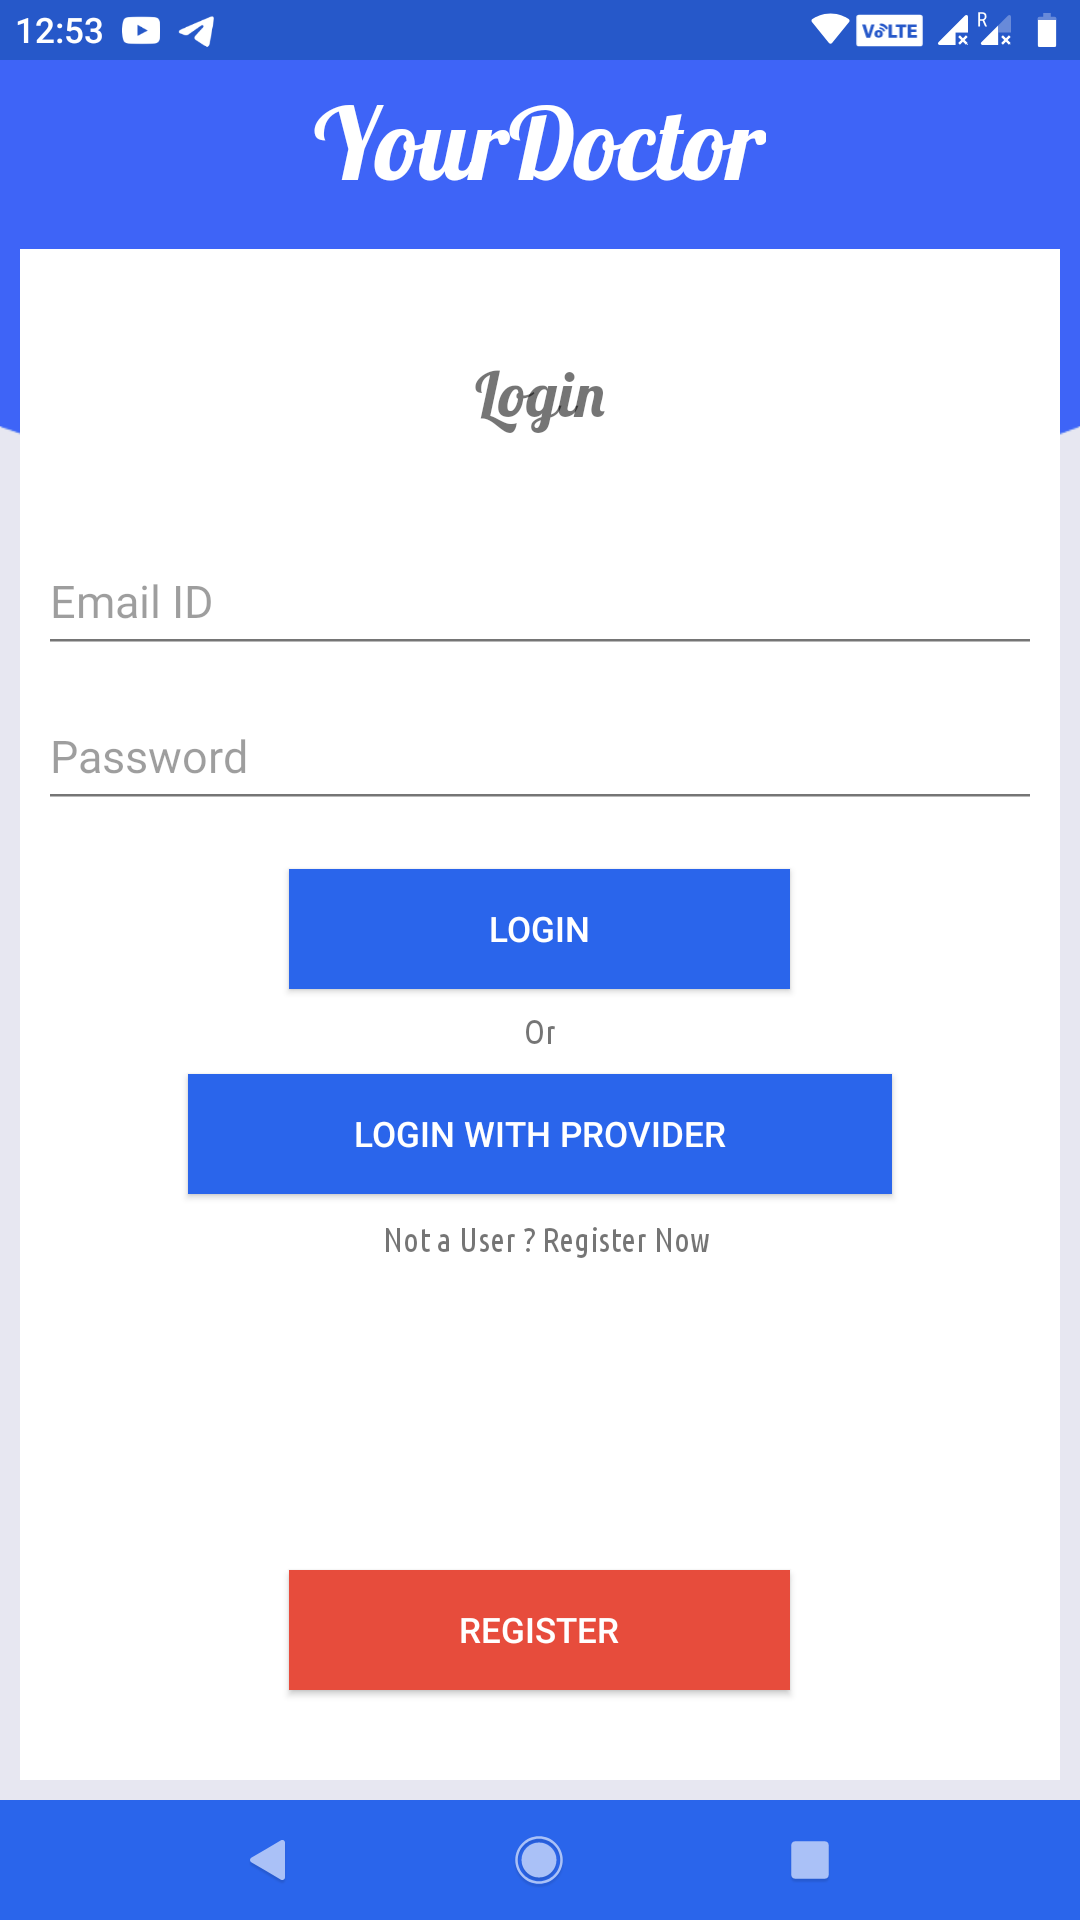 12:53 VoLTE R
YourDoctor
Login
Email ID
Password
LOGIN
Or
LOGIN WITH PROVIDER
Not a User ? Register Now
REGISTER